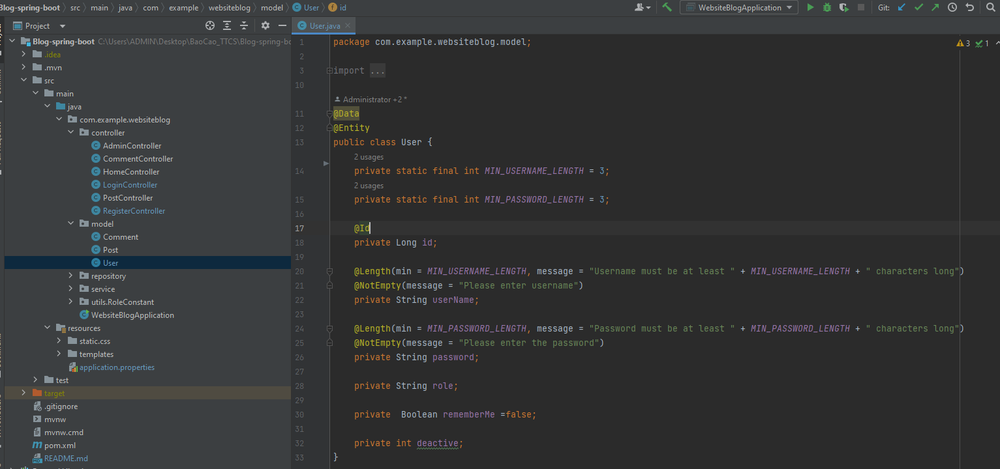 Blog-spring-boot src main java com example websiteblog model User id
WebsiteBlogApplication
Git:
Project
User.java
Blog-spring-boot C:\Users\ADMIN\Desktop\BaoCao_TTCS\Blog-spring-bo
.idea
.mvn
src
main
java
com.example.websiteblog
controller
AdminController
CommentController
HomeController
LoginController
PostController
RegisterController
model
Comment
Post
User
repository
service
utils.RoleConstant
WebsiteBlogApplication
resources
static.css
templates
application.properties
test
target
.gitignore
mvnw
mvnw.cmd
pom.xml
README.md
1 package com.example.websiteblog.model;
3 1
2
3 import ...
10
Administrator +2 *
11 @Data
12 @Entity
13 public class User {
2 usages
14 private static final int MIN_USERNAME_LENGTH = 3;
2 usages
15 private static final int MIN_PASSWORD_LENGTH = 3;
16
17 @Id
18 private Long id;
19
20 @Length(min = MIN_USERNAME_LENGTH, message = "Username must be at least " + MIN_USERNAME_LENGTH + " characters long")
21 @NotEmpty(message = "Please enter username")
22 private String userName;
23
24 @Length(min = MIN_PASSWORD_LENGTH, message = "Password must be at least " + MIN_PASSWORD_LENGTH + " characters long")
25 @NotEmpty(message = "Please enter the password")
26 private String password;
27
28 private String role;
29
30 private  Boolean rememberMe =false;
31
32 private int deactive;
33 }